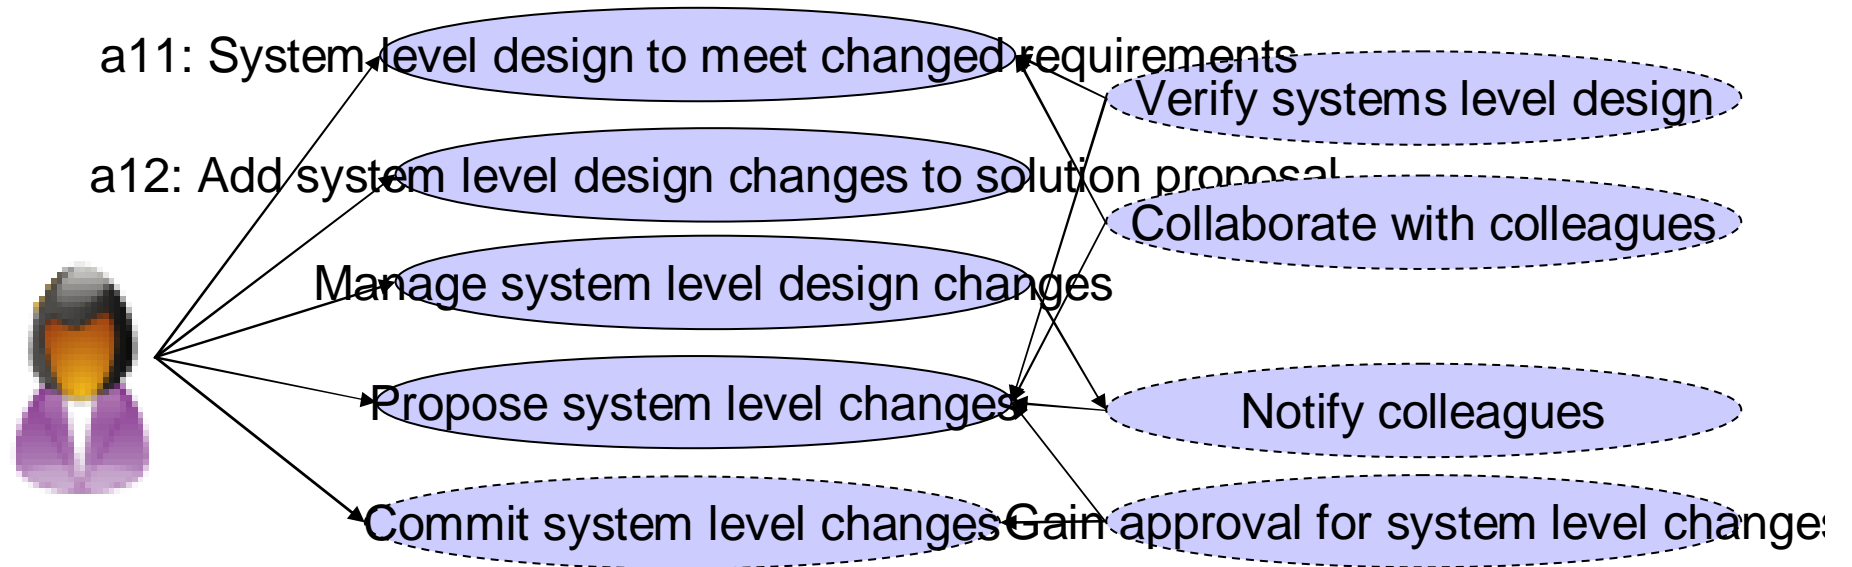 a11: System level design to meet changed requirements
Verify systems level design
a12: Add system level design changes to solution proposal
Collaborate with colleagues
Manage system level design changes
Propose system level changes
Notify colleagues
Commit system level changes
Gain approval for system level changes